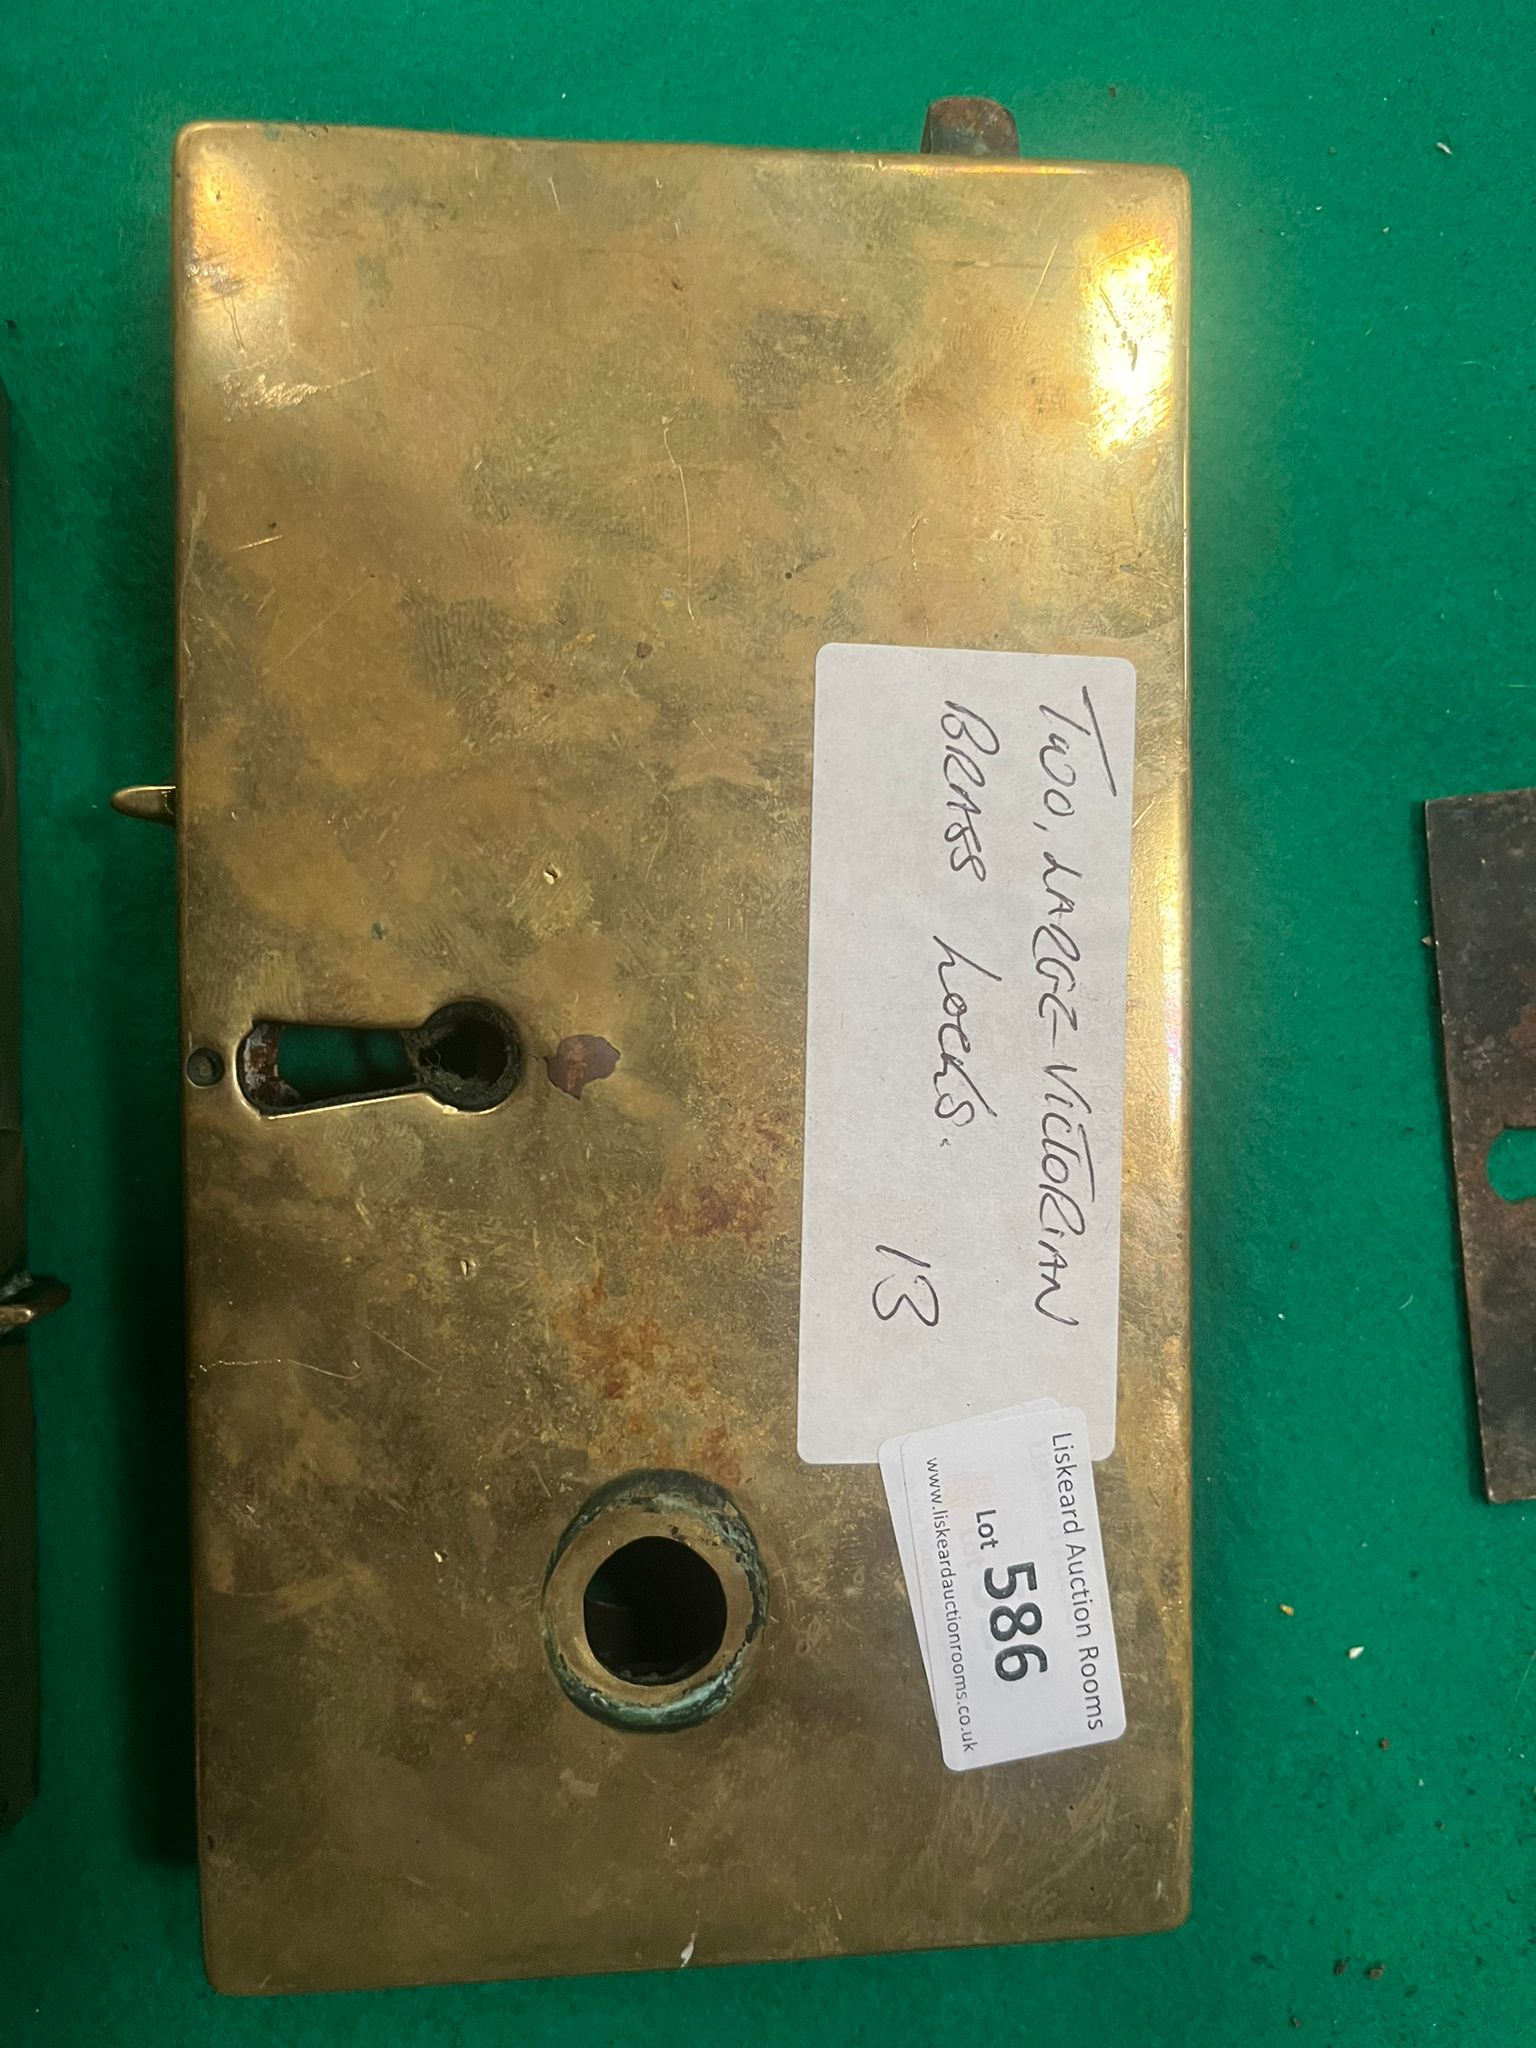 TWO, LARGE VICTORIAN
BRASS LOCKS.
13
Liskeard Auction Rooms
Lot 586
www.liskeardauctionrooms.co.uk